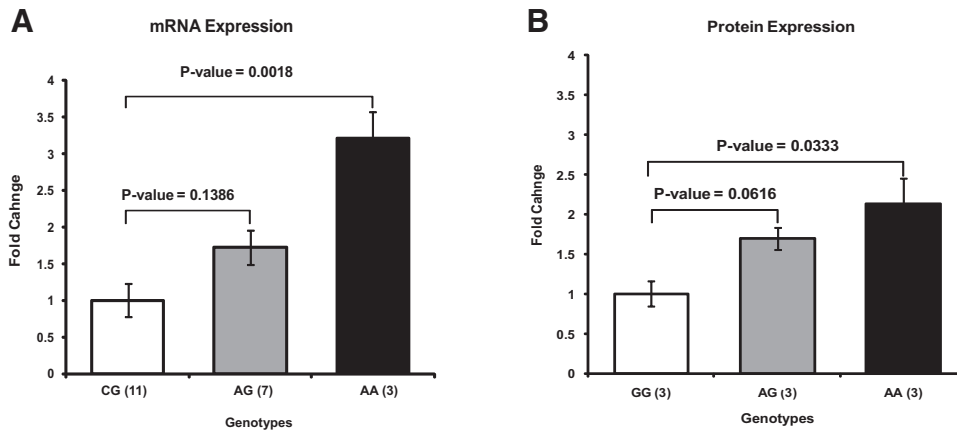 A
mRNA Expression
P-value = 0.0018
P-value = 0.1386
Fold Cahnge
4
3.5
3
2.5
2
1.5
1
0.5
0
CG (11) AG (7) AA (3)
Genotypes
B
Protein Expression
P-value = 0.0333
P-value = 0.0616
Fold Cahnge
4
3.5
3
2.5
2
1.5
1
0.5
0
GG (3) AG (3) AA (3)
Genotypes